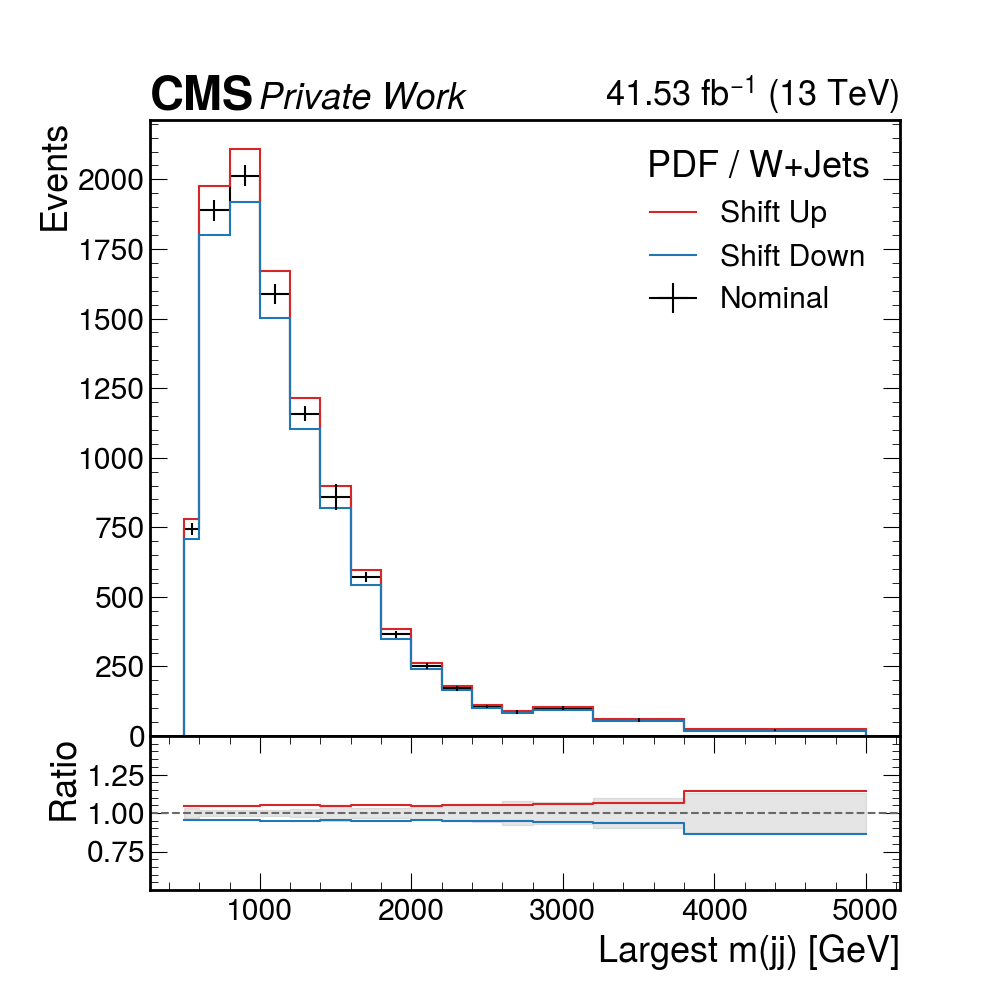 CMS Private Work 41.53 fb⁻¹ (13 TeV)
Events
PDF / W+Jets
Shift Up
Shift Down
Nominal
2000
1750
1500
1250
1000
750
500
250
0
Ratio
1.25
1.00
0.75
1000 2000 3000 4000 5000
Largest m(jj) [GeV]